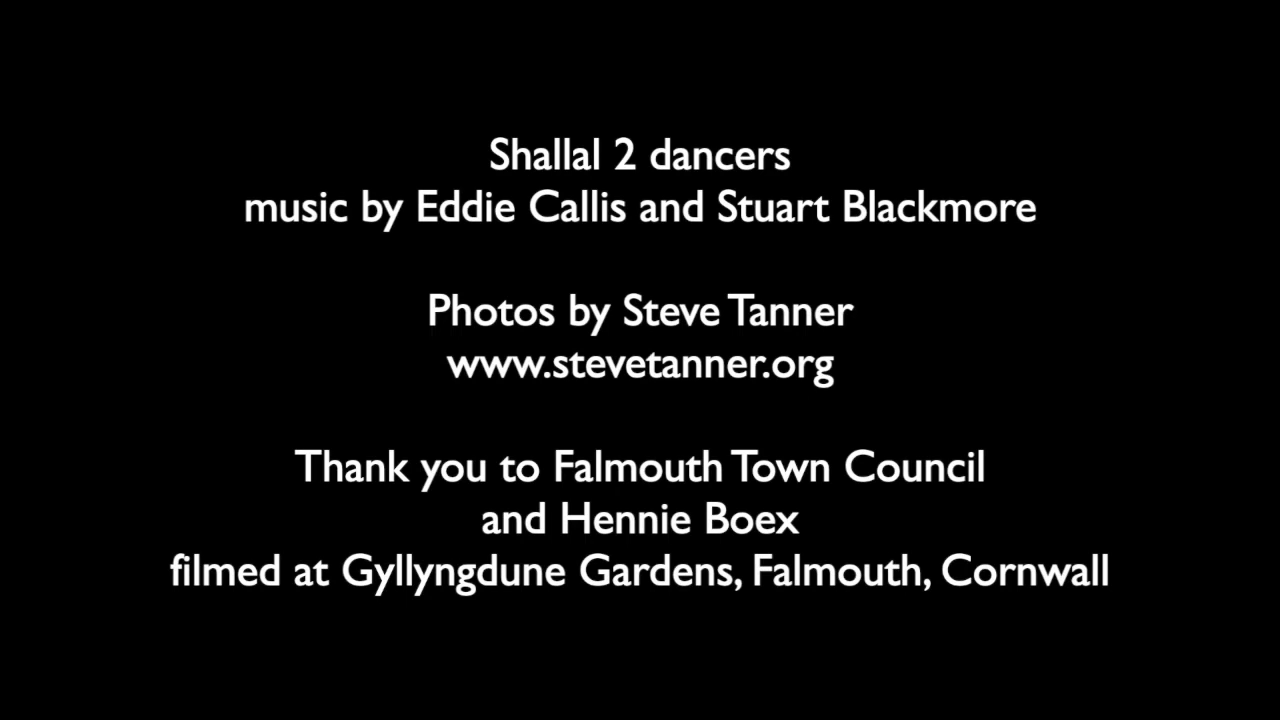 Shallal 2 dancers
music by Eddie Callis and Stuart Blackmore
Photos by Steve Tanner
www.stevetanner.org
Thank you to Falmouth Town Council
and Hennie Boex
filmed at Gyllyngdune Gardens, Falmouth, Cornwall